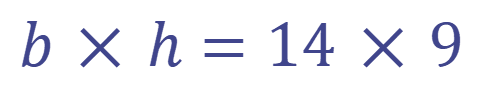 b × h = 14 × 9